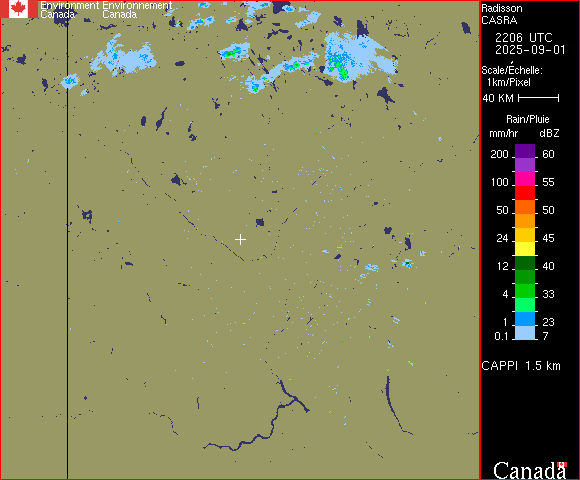 Environment Environnement
Canada Canada
Radisson
CASRA
2206 UTC
2025-09-01
Scale/Échelle:
1km/Pixel
40 KM
Rain/Pluie
mm/hr dBZ
200 60
100 55
50 50
24 45
12 40
4 33
1 23
0.1 7
CAPPI 1.5 km
Canada